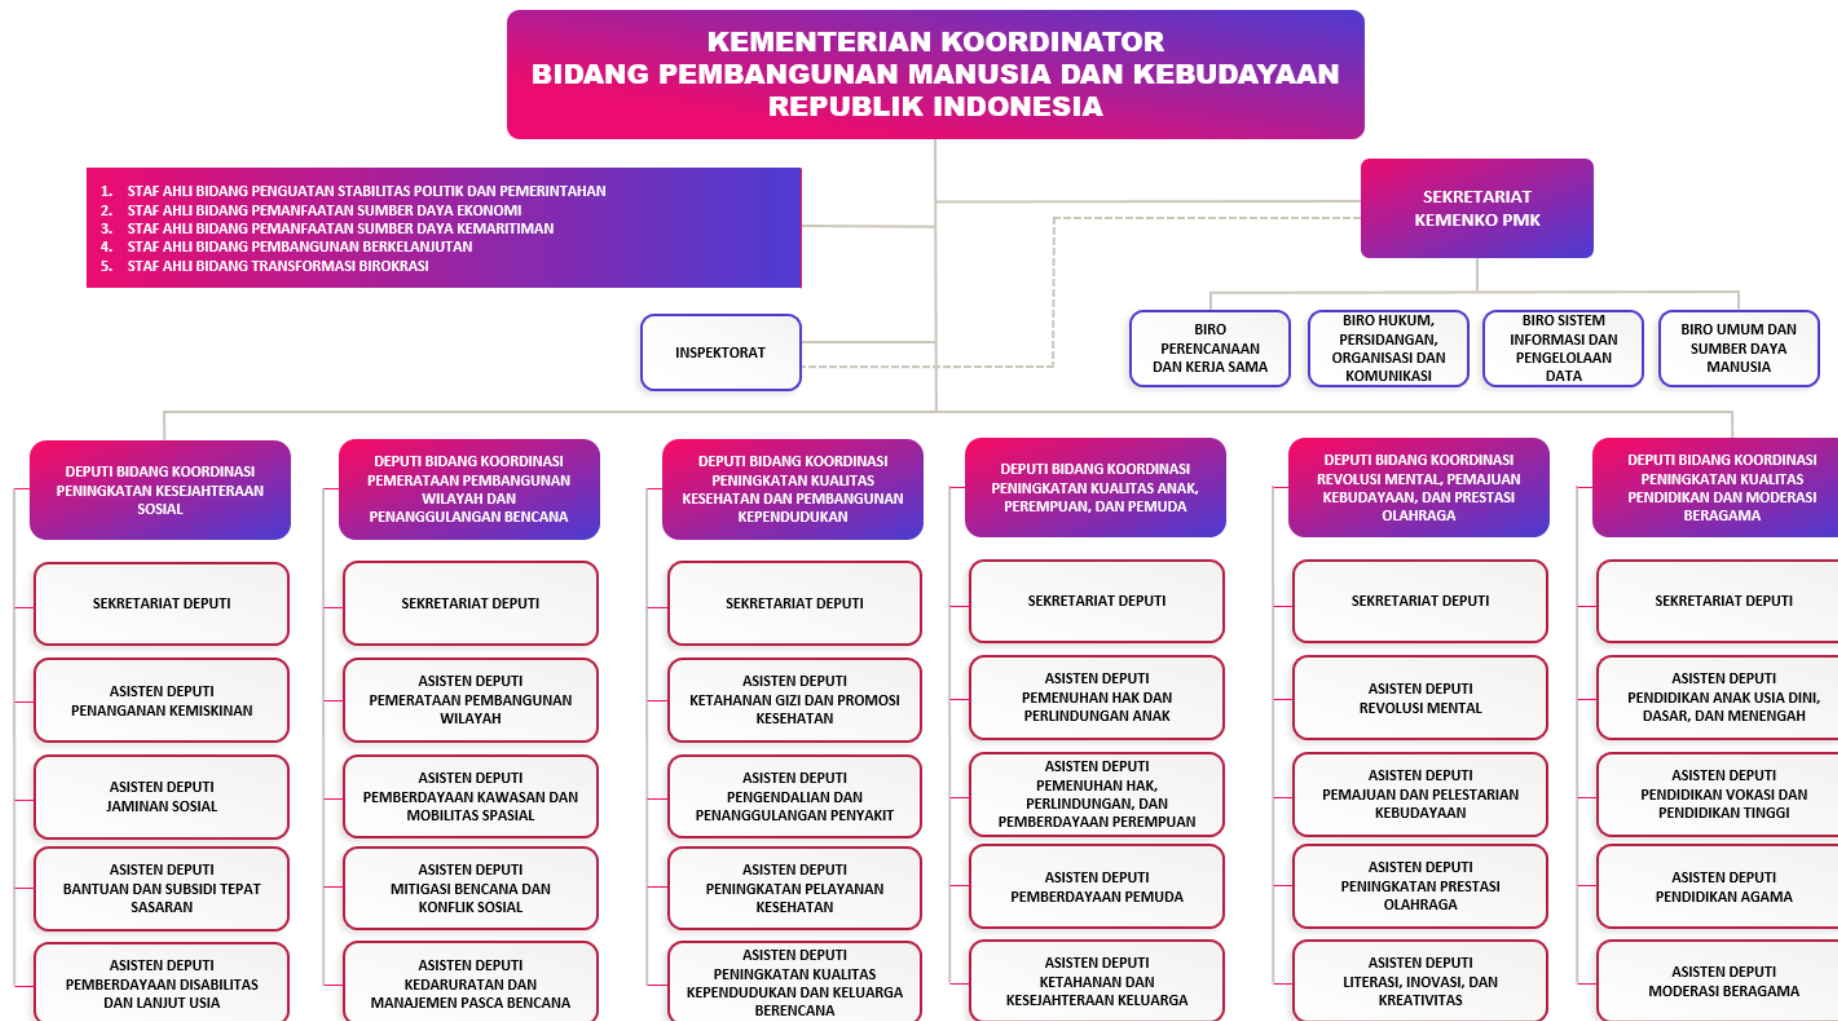 KEMENTERIAN KOORDINATOR
BIDANG PEMBANGUNAN MANUSIA DAN KEBUDAYAAN
REPUBLIK INDONESIA
1. STAF AHLI BIDANG PENGUATAN STABILITAS POLITIK DAN PEMERINTAHAN
2. STAF AHLI BIDANG PEMANFAATAN SUMBER DAYA EKONOMI
3. STAF AHLI BIDANG PEMANFAATAN SUMBER DAYA KEMARITIMAN
4. STAF AHLI BIDANG PEMBANGUNAN BERKELANJUTAN
5. STAF AHLI BIDANG TRANSFORMASI BIROKRASI
SEKRETARIAT
KEMENKO PMK
INSPEKTORAT
BIRO
PERENCANAAN
DAN KERJA SAMA
BIRO HUKUM,
PERSIDANGAN,
ORGANISASI DAN
KOMUNIKASI
BIRO SISTEM
INFORMASI DAN
PENGELOLAAN
DATA
BIRO UMUM DAN
SUMBER DAYA
MANUSIA
DEPUTI BIDANG KOORDINASI
PENINGKATAN KESEJAHTERAAN
SOSIAL
SEKRETARIAT DEPUTI
ASISTEN DEPUTI
PENANGANAN KEMISKINAN
ASISTEN DEPUTI
JAMINAN SOSIAL
ASISTEN DEPUTI
BANTUAN DAN SUBSIDI TEPAT
SASARAN
ASISTEN DEPUTI
PEMBERDAYAAN DISABILITAS
DAN LANJUT USIA
DEPUTI BIDANG KOORDINASI
PEMERATAAN PEMBANGUNAN
WILAYAH DAN
PENANGGULANGAN BENCANA
SEKRETARIAT DEPUTI
ASISTEN DEPUTI
PEMERATAAN PEMBANGUNAN
WILAYAH
ASISTEN DEPUTI
PEMBERDAYAAN KAWASAN DAN
MOBILITAS SPASIAL
ASISTEN DEPUTI
MITIGASI BENCANA DAN
KONFLIK SOSIAL
ASISTEN DEPUTI
KEDARURATAN DAN
MANAJEMEN PASCA BENCANA
DEPUTI BIDANG KOORDINASI
PENINGKATAN KUALITAS
KESEHATAN DAN PEMBANGUNAN
KEPENDUDUKAN
SEKRETARIAT DEPUTI
ASISTEN DEPUTI
KETAHANAN GIZI DAN PROMOSI
KESEHATAN
ASISTEN DEPUTI
PENGENDALIAN DAN
PENANGGULANGAN PENYAKIT
ASISTEN DEPUTI
PENINGKATAN PELAYANAN
KESEHATAN
ASISTEN DEPUTI
PENINGKATAN KUALITAS
KEPENDUDUKAN DAN KELUARGA
BERENCANA
DEPUTI BIDANG KOORDINASI
PENINGKATAN KUALITAS ANAK,
PEREMPUAN, DAN PEMUDA
SEKRETARIAT DEPUTI
ASISTEN DEPUTI
PEMENUHAN HAK DAN
PERLINDUNGAN ANAK
ASISTEN DEPUTI
PEMENUHAN HAK,
PERLINDUNGAN, DAN
PEMBERDAYAAN PEREMPUAN
ASISTEN DEPUTI
PEMBERDAYAAN PEMUDA
ASISTEN DEPUTI
KETAHANAN DAN
KESEJAHTERAAN KELUARGA
DEPUTI BIDANG KOORDINASI
REVOLUSI MENTAL, PEMAJUAN
KEBUDAYAAN, DAN PRESTASI
OLAHRAGA
SEKRETARIAT DEPUTI
ASISTEN DEPUTI
REVOLUSI MENTAL
ASISTEN DEPUTI
PEMAJUAN DAN PELESTARIAN
KEBUDAYAAN
ASISTEN DEPUTI
PENINGKATAN PRESTASI
OLAHRAGA
ASISTEN DEPUTI
LITERASI, INOVASI, DAN
KREATIVITAS
DEPUTI BIDANG KOORDINASI
PENINGKATAN KUALITAS
PENDIDIKAN DAN MODERASI
BERAGAMA
SEKRETARIAT DEPUTI
ASISTEN DEPUTI
PENDIDIKAN ANAK USIA DINI,
DASAR, DAN MENENGAH
ASISTEN DEPUTI
PENDIDIKAN VOKASI DAN
PENDIDIKAN TINGGI
ASISTEN DEPUTI
PENDIDIKAN AGAMA
ASISTEN DEPUTI
MODERASI BERAGAMA